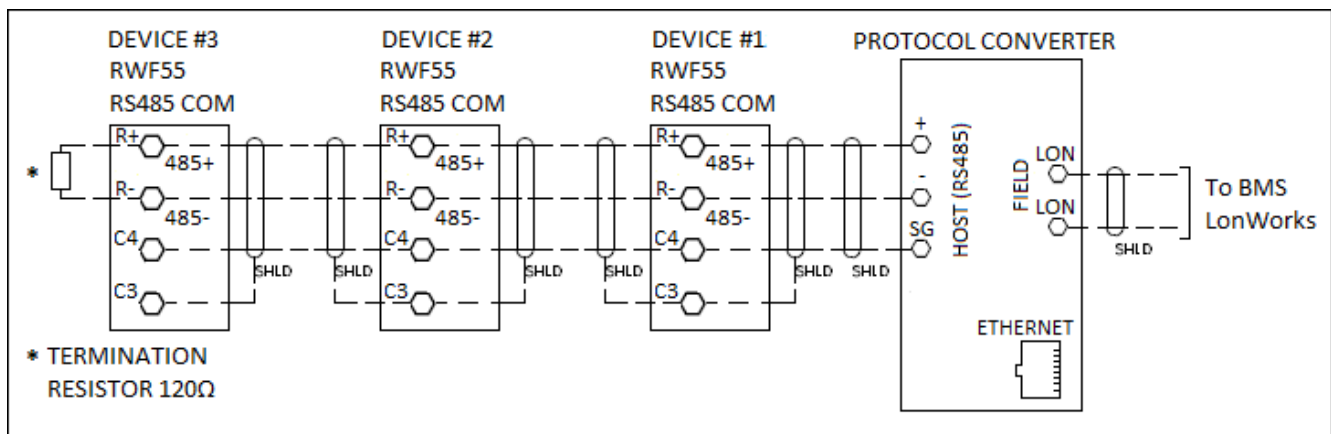 DEVICE #3
RWF55
RS485 COM
DEVICE #2
RWF55
RS485 COM
DEVICE #1
RWF55
RS485 COM
PROTOCOL CONVERTER
R+
485+
R-
485-
C4
C3
SHLD
SHLD
R+
485+
R-
485-
C4
C3
SHLD
SHLD
R+
485+
R-
485-
C4
C3
SHLD
SHLD
+
-
SG
HOST (RS485)
FIELD
LON
LON
SHLD
To BMS
LonWorks
ETHERNET
*
* TERMINATION
RESISTOR 120Ω